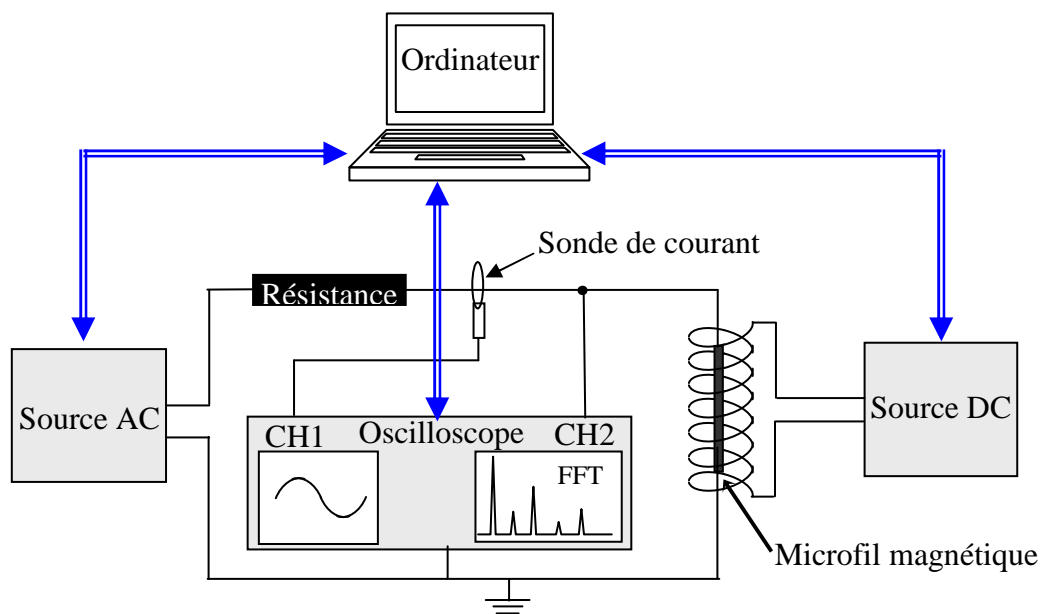 Ordinateur
Sonde de courant
Résistance
Source AC
CH1
Oscilloscope
CH2
FFT
Source DC
Microfil magnétique